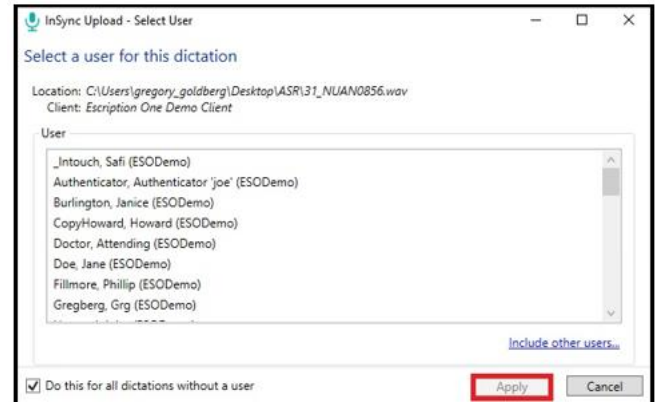 InSync Upload - Select User
Select a user for this dictation
Location: C:\Users\gregory_goldberg\Desktop\ASR\31_NUAN0856.wav
Client: Escription One Demo Client
User
_Intouch, Safi (ESODemo)
Authenticator, Authenticator 'joe' (ESODemo)
Burlington, Janice (ESODemo)
CopyHoward, Howard (ESODemo)
Doctor, Attending (ESODemo)
Doe, Jane (ESODemo)
Fillmore, Phillip (ESODemo)
Gregberg, Grg (ESODemo)
Include other users...
Do this for all dictations without a user
Apply
Cancel